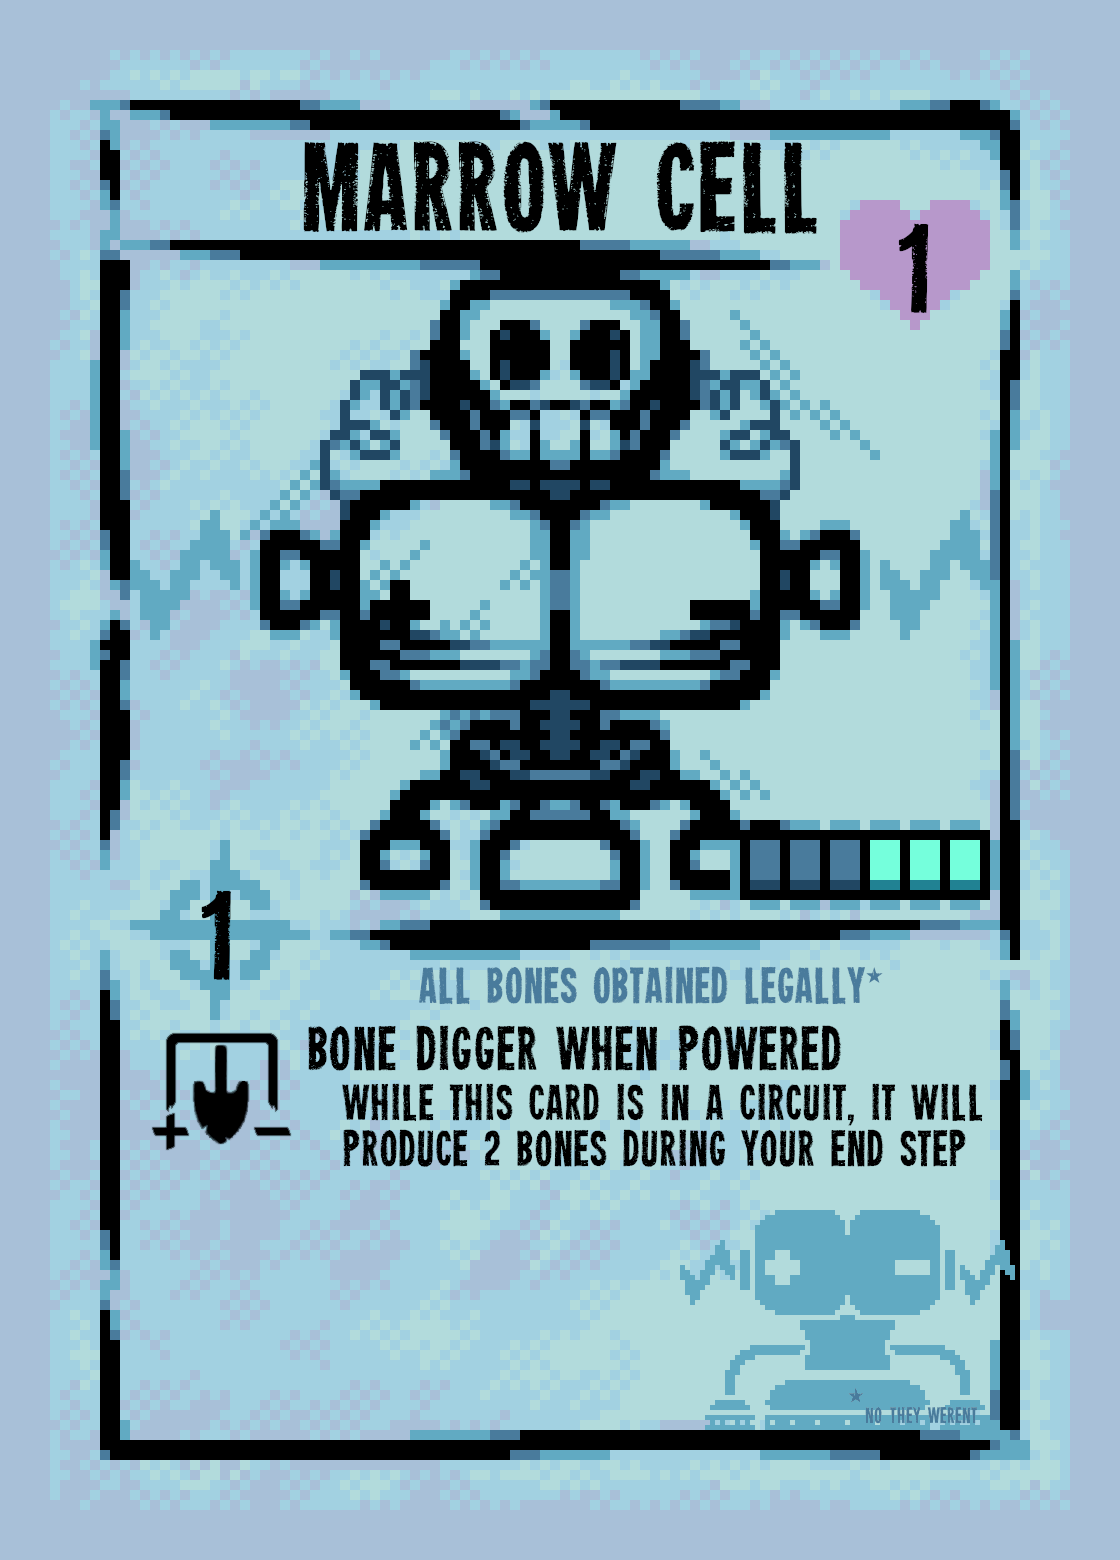 MARROW CELL
1
1
ALL BONES OBTAINED LEGALLY★
BONE DIGGER WHEN POWERED
WHILE THIS CARD IS IN A CIRCUIT, IT WILL
PRODUCE 2 BONES DURING YOUR END STEP
★
NO THEY WERENT